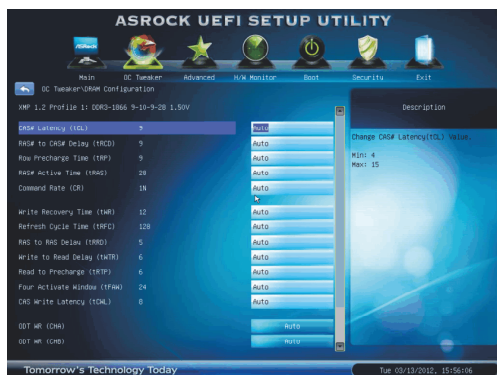 ASROCK UEFI SETUP UTILITY
ASRock
Main OC Tweaker Advanced H/W Monitor Boot Security Exit
OC Tweaker\DRAM Configuration
Description
XMP 1.2 Profile 1: DDR3-1866 9-10-9-28 1.50V
CAS# Latency (tCL) 9 Auto
Change CAS# Latency(tCL) Value.
RAS# to CAS# Delay (tRCD) 9 Auto
Min: 4
Max: 15
Row Precharge Time (tRP) 9 Auto
RAS# Active Time (tRAS) Auto
Command Rate (CR) 1N Auto
Write Recovery Time (tWR) 12 Auto
Refresh Cycle Time (tRFC) 128 Auto
RAS to RAS Delay (tRRD) 5 Auto
Write to Read Delay (tWTR) 6 Auto
Read to Precharge (tRTP) 6 Auto
Four Activate Window (tFAW) 24 Auto
CAS Write Latency (tCWL) 8 Auto
ODT WR (CHA) Auto
ODT WR (CHB) Auto
Tomorrow's Technology Today
Tue 03/13/2012, 15:56:06